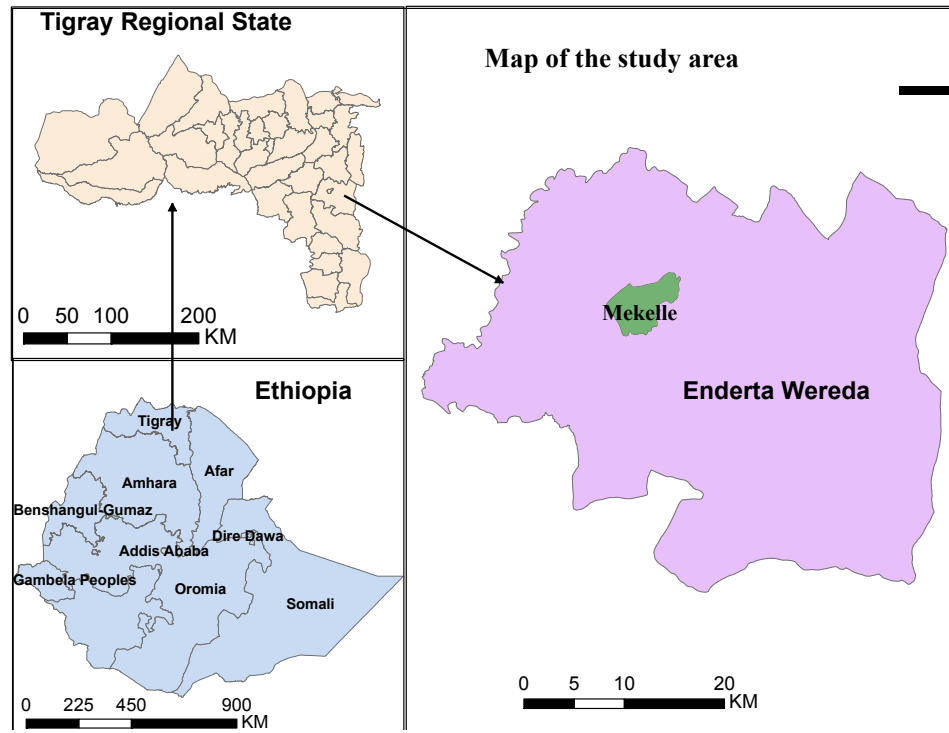 Tigray Regional State
0 50 100 200
KM
Ethiopia
Tigray
Afar
Amhara
Benshangul-Gumaz
Dire Dawa
Addis Ababa
Gambela Peoples
Oromia
Somali
0 225 450 900
KM
Map of the study area
Mekelle
Enderta Wereda
0 5 10 20
KM